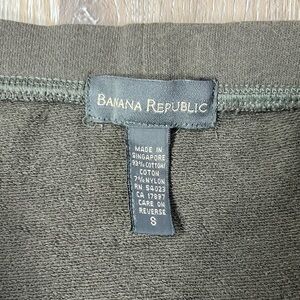 BANANA REPUBLIC
MADE IN
SINGAPORE
93% COTTON/
COTON
7% NYLON
RN 54023
CA 17897
CARE ON
REVERSE
S